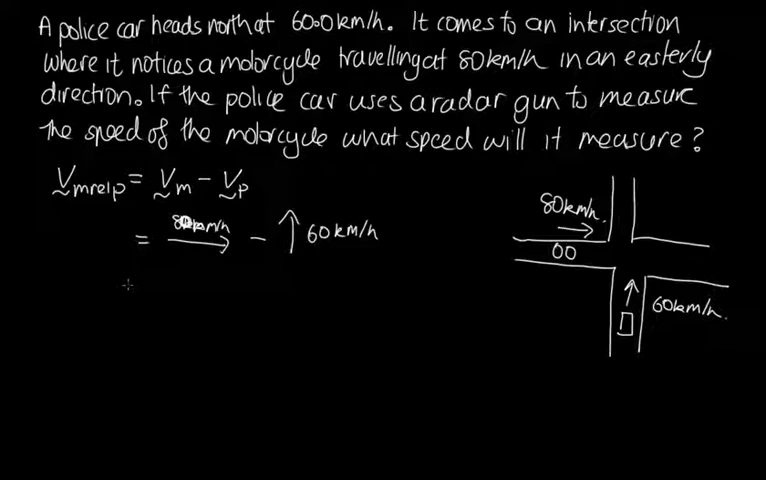 A police car heads north at 60.0km/h. It comes to an intersection
where it notices a motorcycle travelling at 80km/h in an easterly
direction. If the police car uses a radar gun to measure
the speed of the motorcycle what speed will it measure?
V mrelp = Vm - Vp
= 80km/h → - ↑ 60km/h
80km/h.
60km/h.